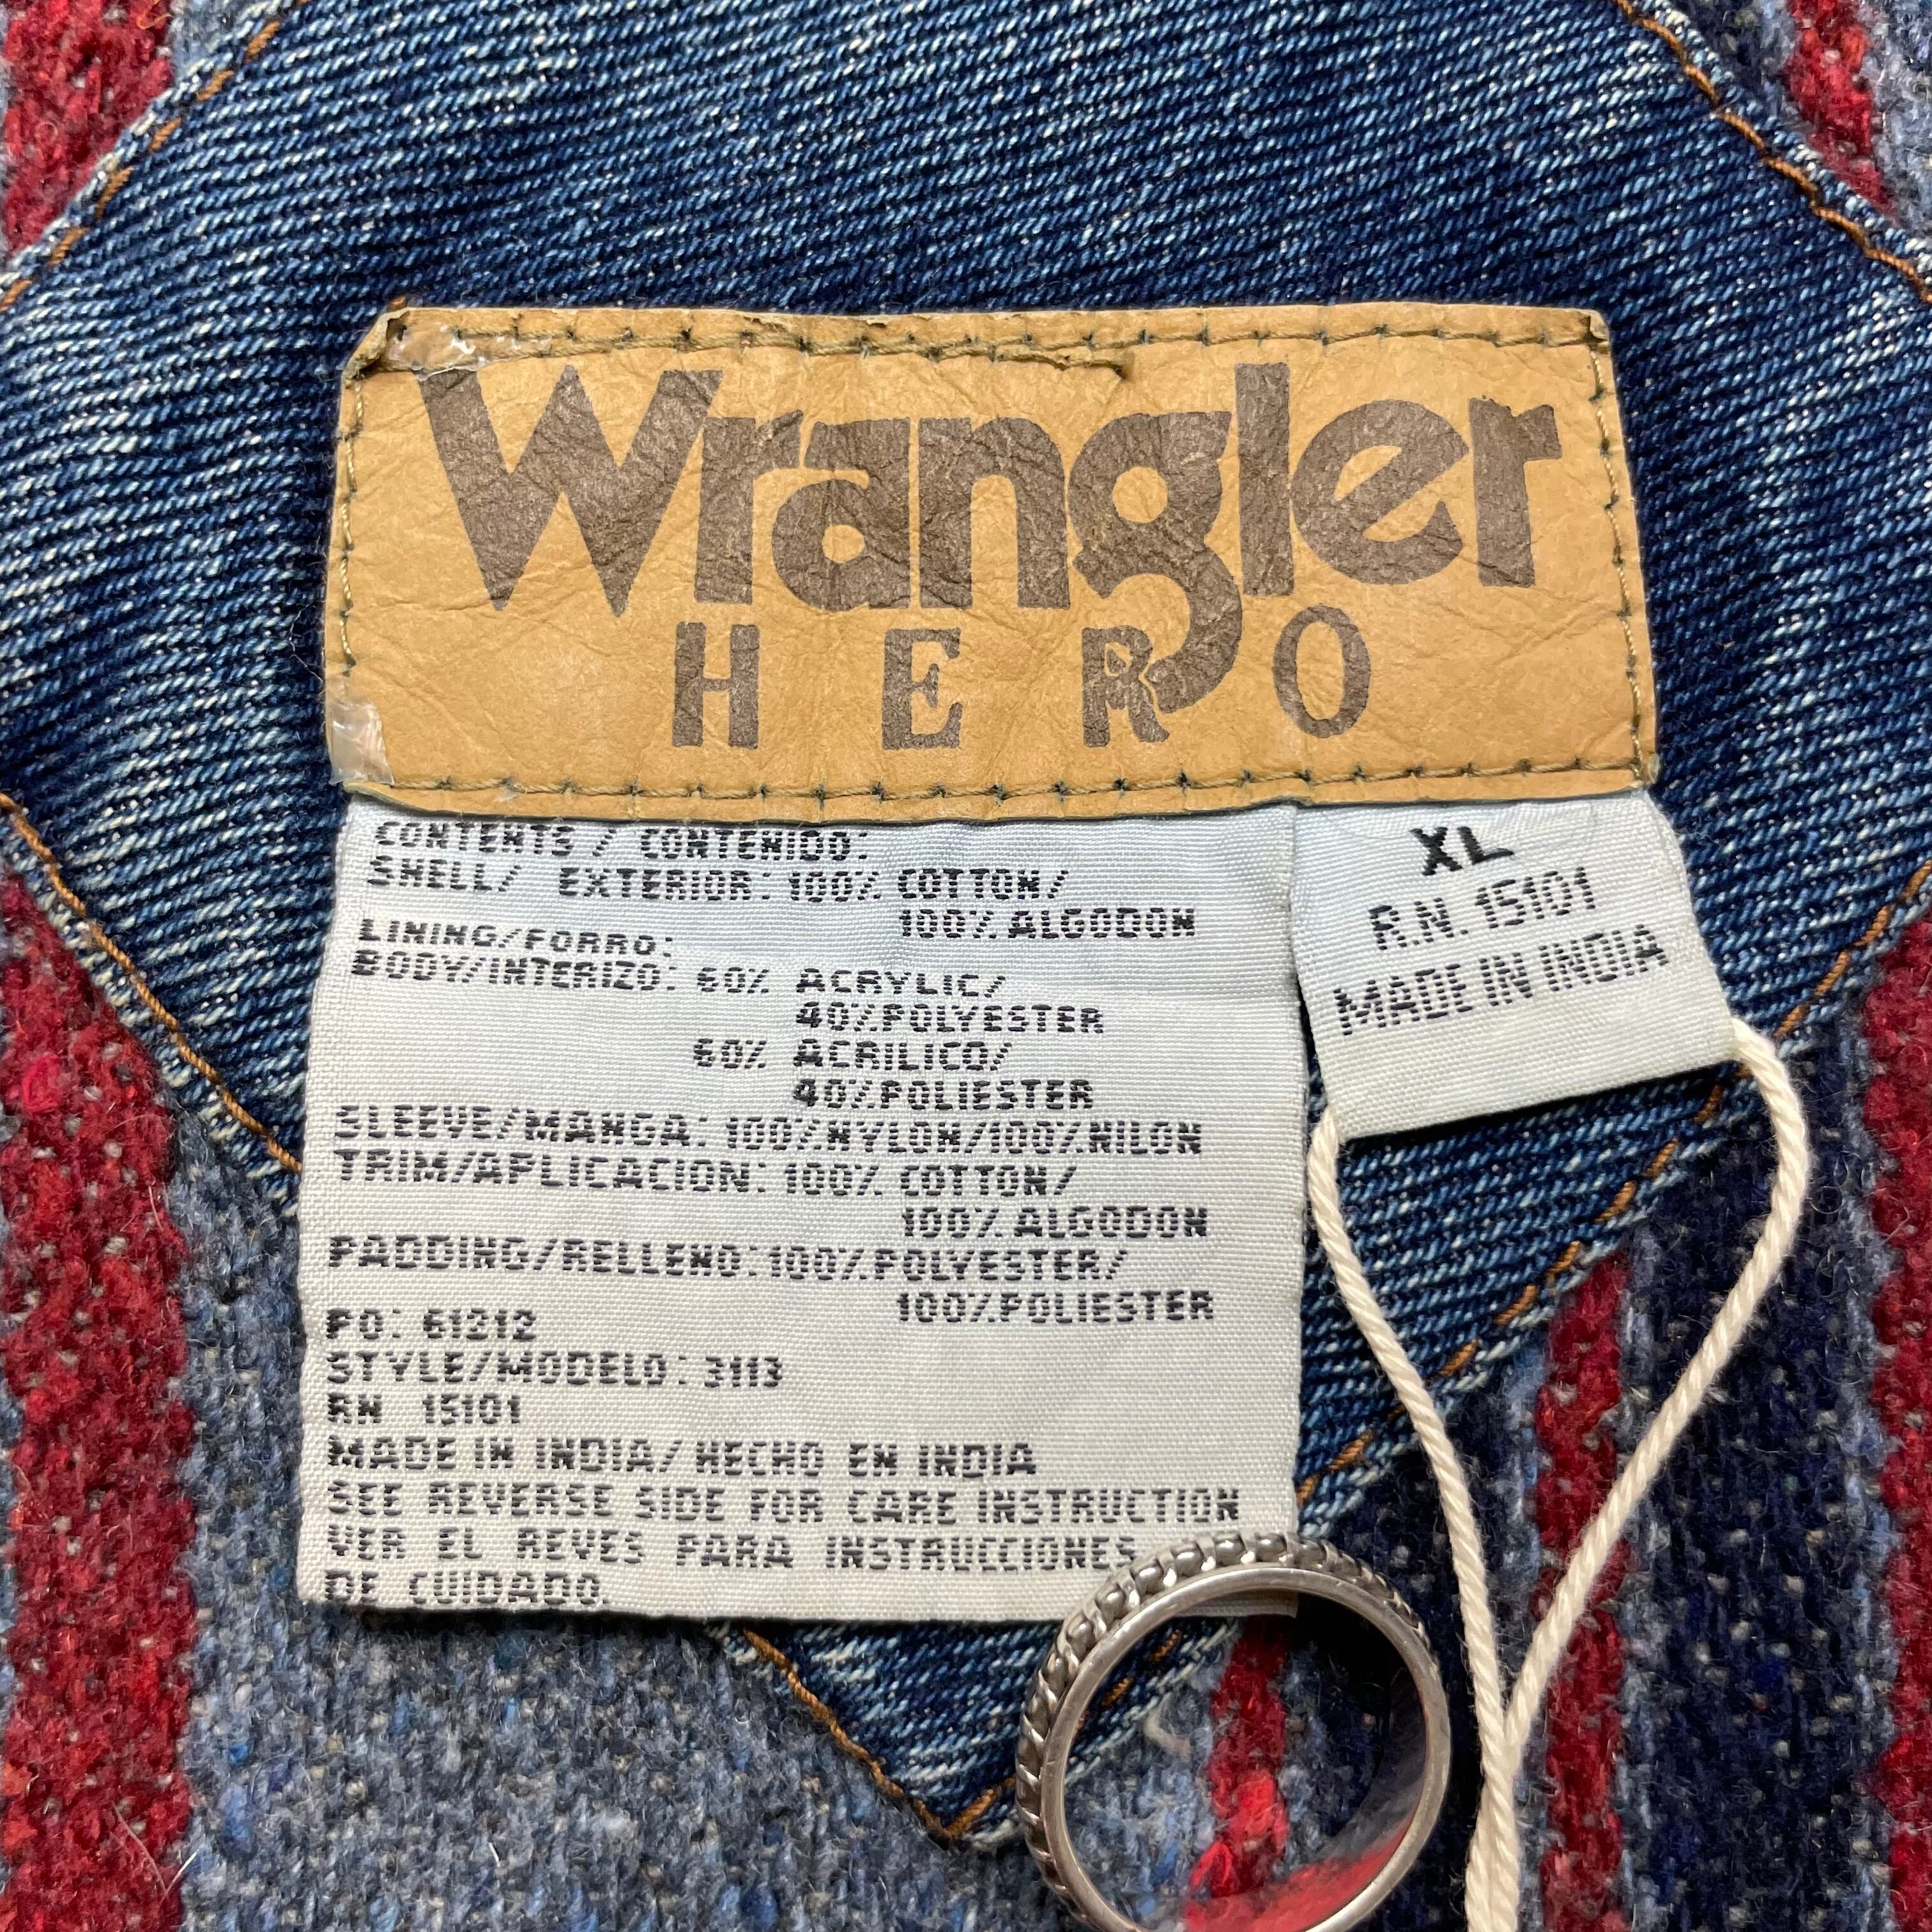 Wrangler
HERO
CONTENTS / CONTENIDO:
SHELL/ EXTERIOR: 100% COTTON/
100% ALGODON
LINING/FORRO:
BODY/INTERIZO: 60% ACRYLIC/
40% POLYESTER
60% ACRILICO/
40% POLIESTER
SLEEVE/MANGA: 100% NYLON/100% NILON
TRIM/APLICACION: 100% COTTON/
100% ALGODON
PADDING/RELLENO: 100% POLYESTER/
100% POLIESTER
PO: 61212
STYLE/MODELO: 3113
RN 15101
MADE IN INDIA/ HECHO EN INDIA
SEE REVERSE SIDE FOR CARE INSTRUCTION
VER EL REVES PARA INSTRUCCIONES
DE CUIDADO.
XL
R.N. 15101
MADE IN INDIA